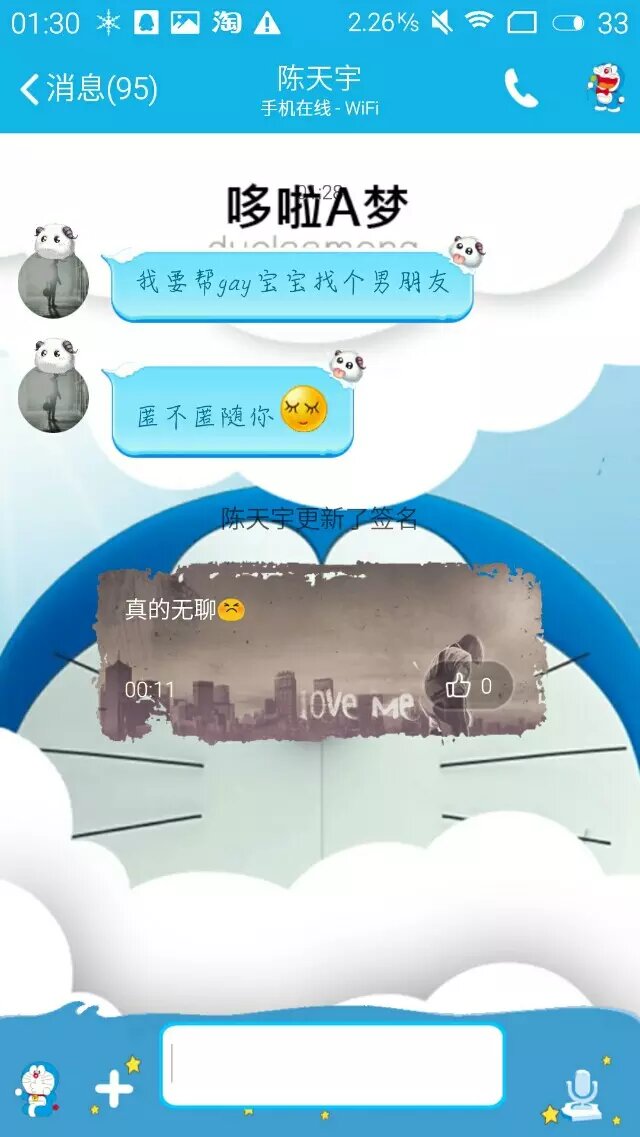 01:30 淘 2.26K/s 33
消息(95) 陈天宇
手机在线 - WiFi
01:28
哆啦A梦
duolaameng
我要帮gay宝宝找个男朋友
匿不匿随你
陈天宇更新了签名
真的无聊
00:11 love me 0